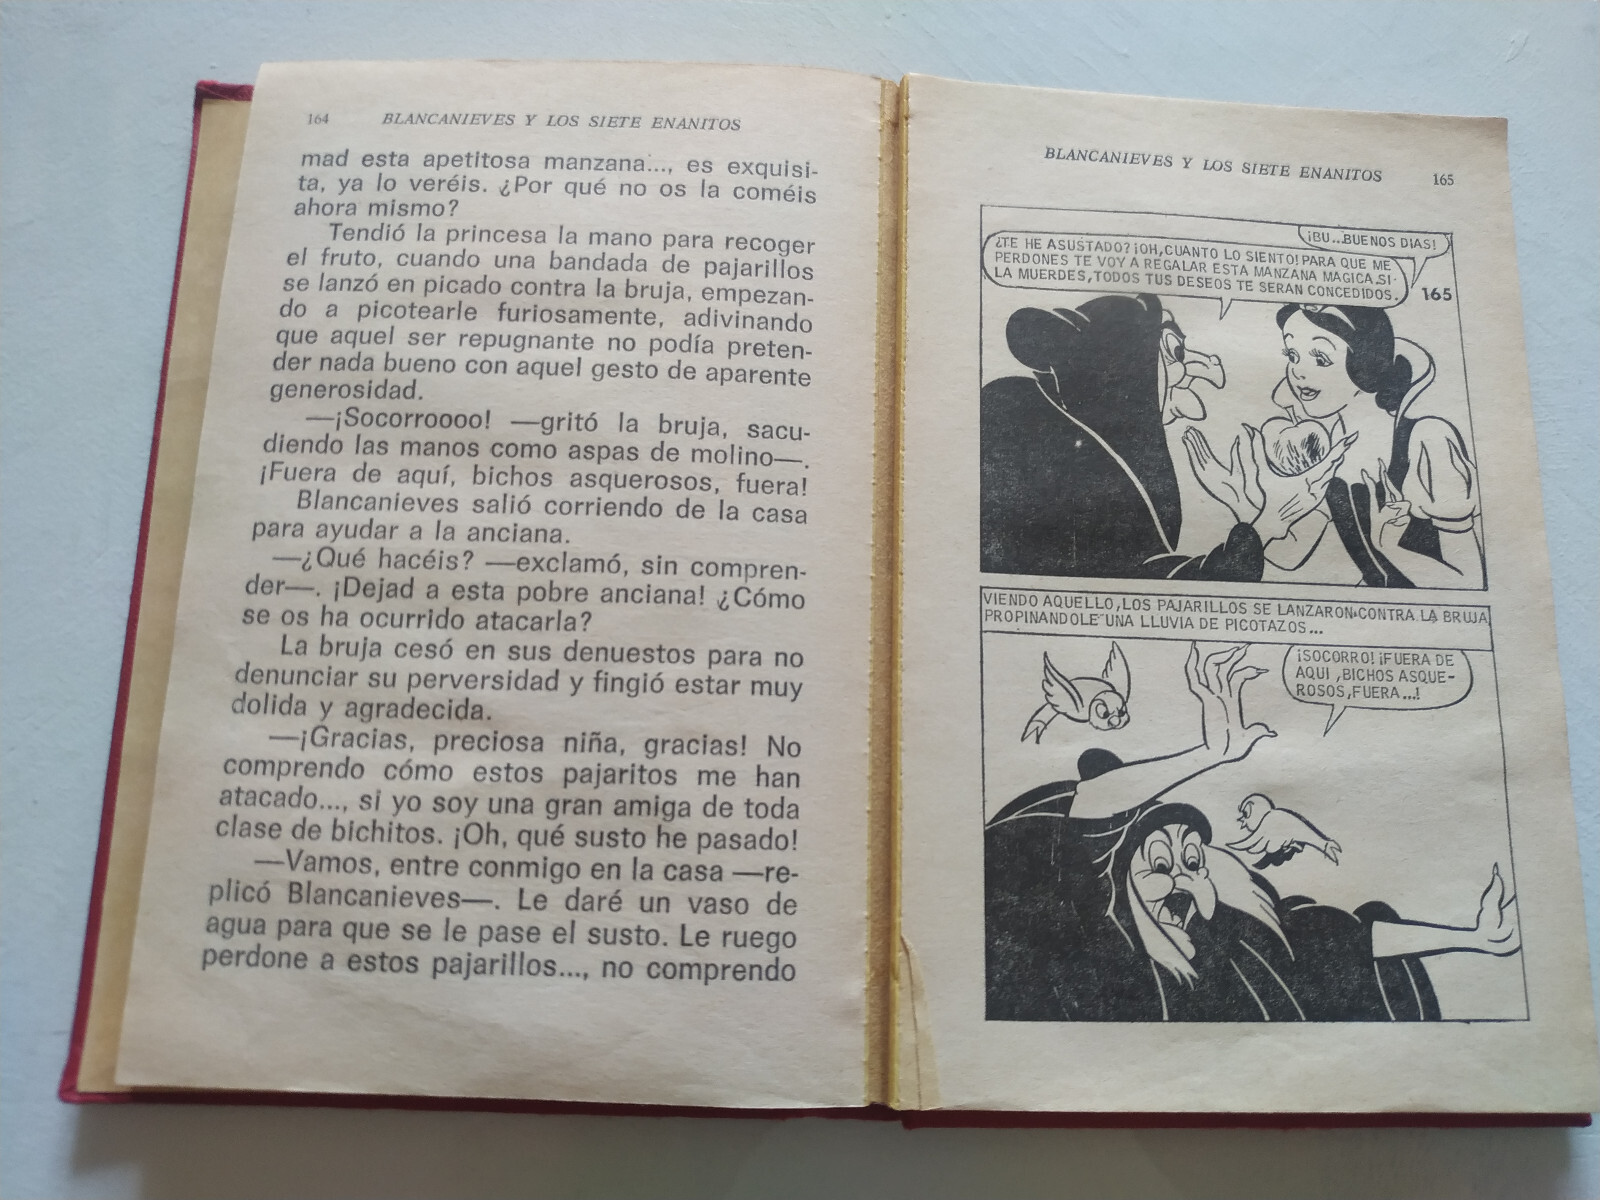 164 BLANCANIEVES Y LOS SIETE ENANITOS
mad esta apetitosa manzana..., es exquisi-
ta, ya lo veréis. ¿Por qué no os la coméis
ahora mismo?
Tendió la princesa la mano para recoger
el fruto, cuando una bandada de pajarillos
se lanzó en picado contra la bruja, empezan-
do a picotearle furiosamente, adivinando
que aquel ser repugnante no podía preten-
der nada bueno con aquel gesto de aparente
generosidad.
—¡Socorroooo! —gritó la bruja, sacu-
diendo las manos como aspas de molino—.
¡Fuera de aquí, bichos asquerosos, fuera!
Blancanieves salió corriendo de la casa
para ayudar a la anciana.
—¿Qué hacéis? —exclamó, sin compren-
der—. ¡Dejad a esta pobre anciana! ¿Cómo
se os ha ocurrido atacarla?
La bruja cesó en sus denuestos para no
denunciar su perversidad y fingió estar muy
dolida y agradecida.
—¡Gracias, preciosa niña, gracias! No
comprendo cómo estos pajaritos me han
atacado..., si yo soy una gran amiga de toda
clase de bichitos. ¡Oh, qué susto he pasado!
—Vamos, entre conmigo en la casa —re-
plicó Blancanieves—. Le daré un vaso de
agua para que se le pase el susto. Le ruego
perdone a estos pajarillos..., no comprendo
BLANCANIEVES Y LOS SIETE ENANITOS 165
¡BU...BUENOS DIAS!
¿TE HE ASUSTADO? ¡OH, CUANTO LO SIENTO! PARA QUE ME
PERDONES TE VOY A REGALAR ESTA MANZANA MAGICA. SI
LA MUERDES, TODOS TUS DESEOS TE SERAN CONCEDIDOS.
165
VIENDO AQUELLO, LOS PAJARILLOS SE LANZARON CONTRA LA BRUJA
PROPINANDOLE UNA LLUVIA DE PICOTAZOS...
¡SOCORRO! ¡FUERA DE
AQUI, BICHOS ASQUE-
ROSOS, FUERA...!